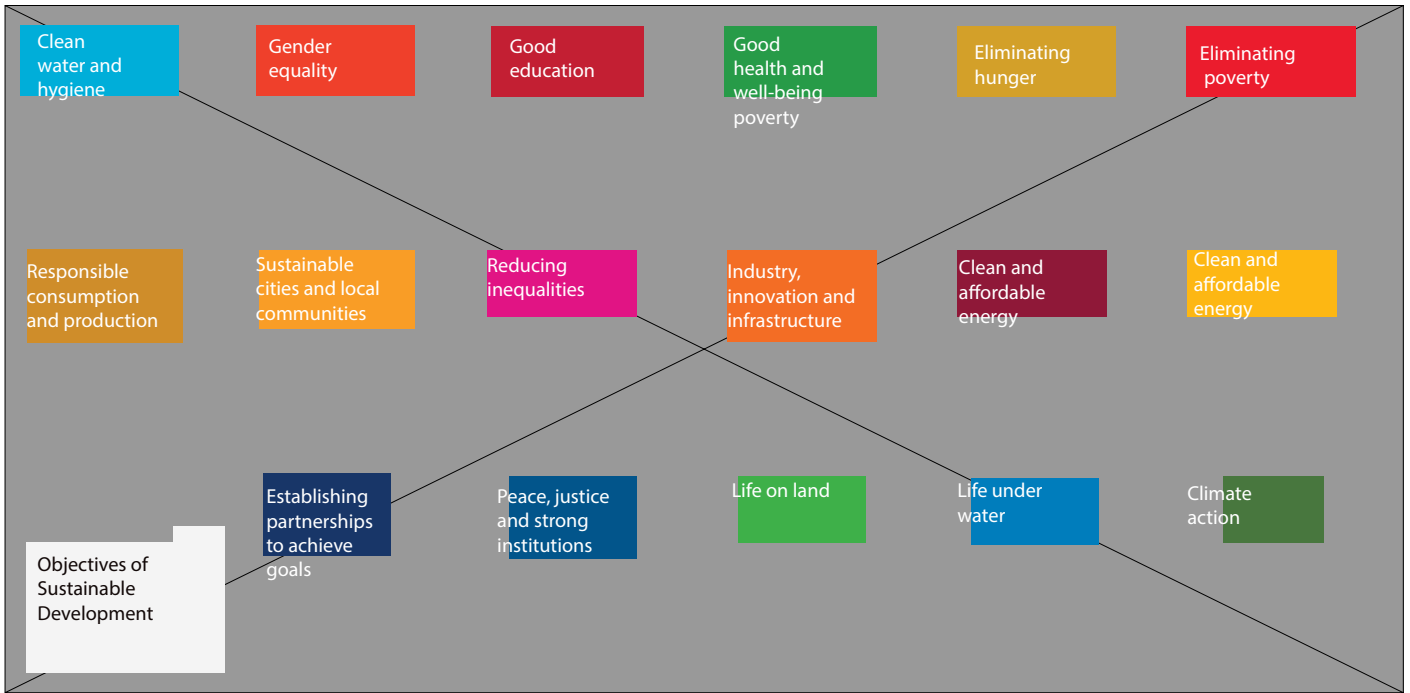 Clean
water and
hygiene
Gender
equality
Good
education
Good
health and
well-being
poverty
Eliminating
hunger
Eliminating
poverty
Responsible
consumption
and production
Sustainable
cities and local
communities
Reducing
inequalities
Industry,
innovation and
infrastructure
Clean and
affordable
energy
Clean and
affordable
energy
Objectives of
Sustainable
Development
Establishing
partnerships
to achieve
goals
Peace, justice
and strong
institutions
Life on land
Life under
water
Climate
action